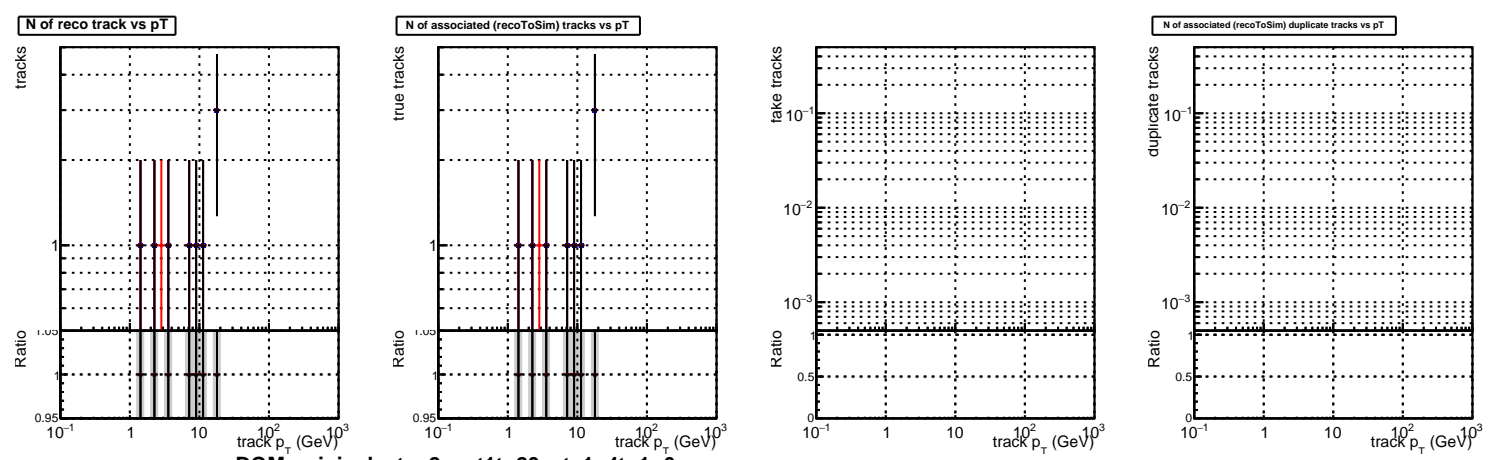 N of reco track vs pT
N of associated (recoToSim) tracks vs pT
N of associated (recoToSim) duplicate tracks vs pT
tracks
1
Ratio
1.05
1
0.95
10⁻¹ 1 10 10² 10³
track p_T (GeV)
true tracks
1
Ratio
1.05
1
0.95
10⁻¹ 1 10 10² 10³
track p_T (GeV)
fake tracks
10⁻¹
10⁻²
10⁻³
Ratio
1
0.5
0
10⁻¹ 1 10 10² 10³
track p_T (GeV)
duplicate tracks
10⁻¹
10⁻²
10⁻³
Ratio
1
0.5
0
10⁻¹ 1 10 10² 10³
track p_T (GeV)